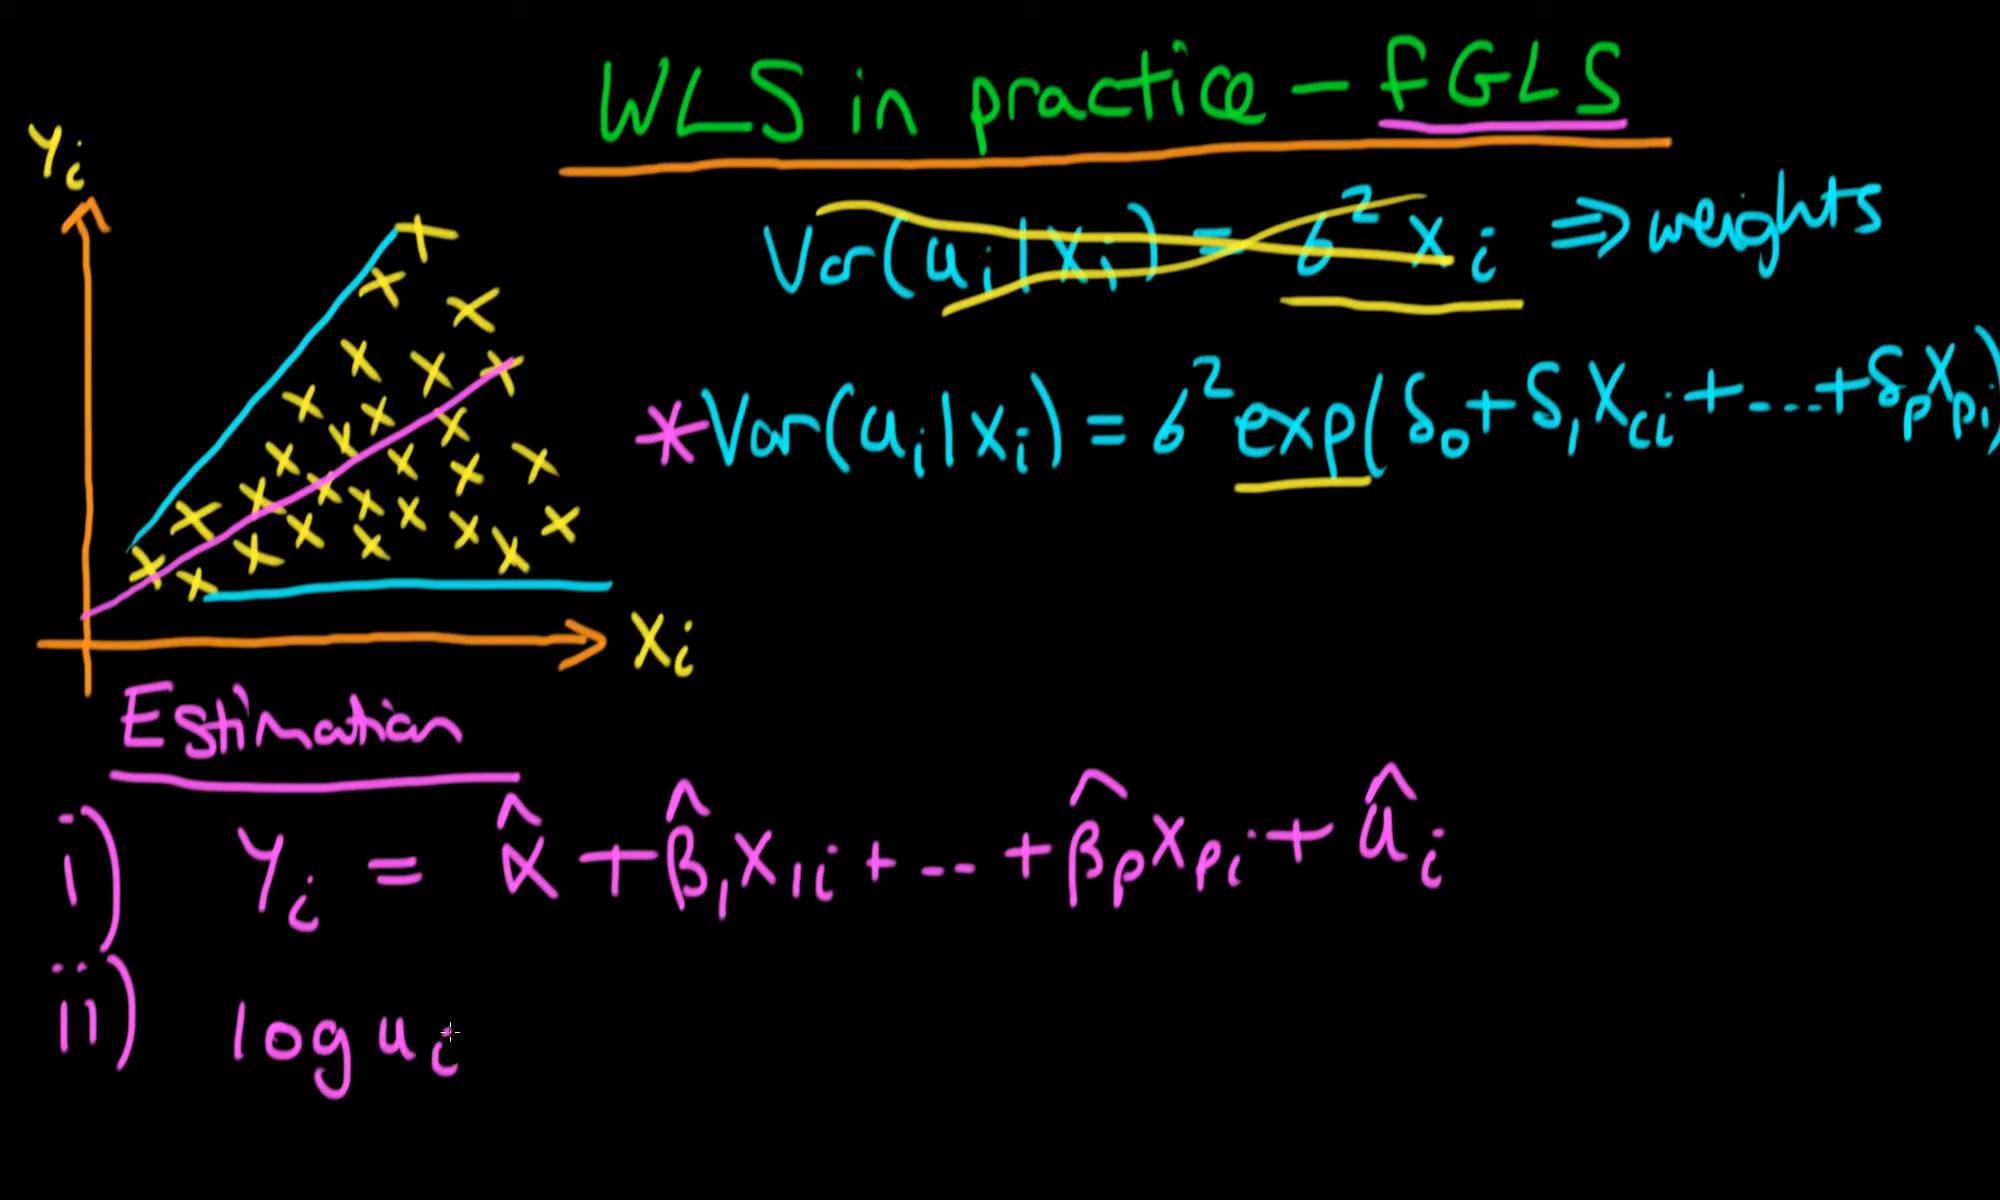 WLS in practice - FGLS
Yi
Var(ui|xi) = σ²xi ⇒ weights
*Var(ui|xi) = σ²exp(δ₀+δ₁Xci+...+δpXpi)
Xi
Estimation
i) Yi = α̂ + β̂₁X₁i + ... + β̂pXpi + ûi
ii) log ui